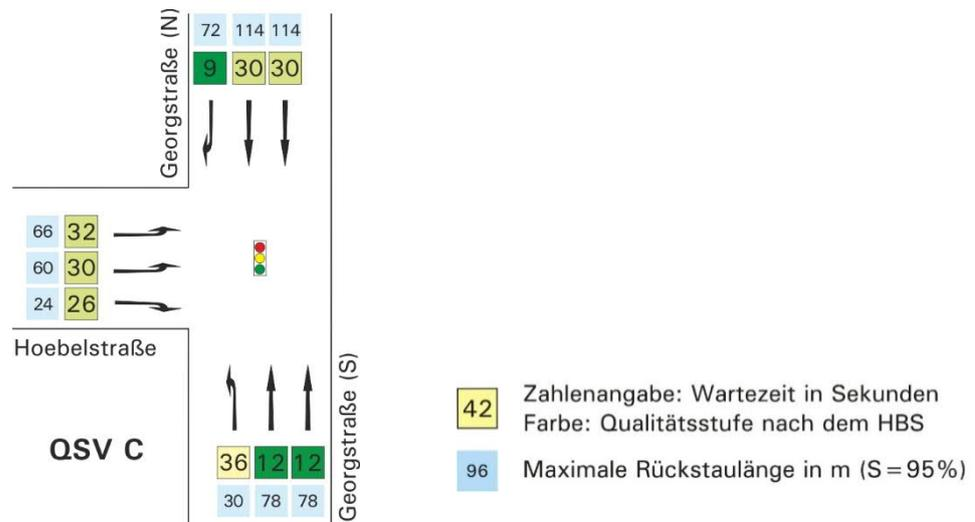 Georgstraße (N)
72 114 114
9 30 30
66 32
60 30
24 26
Hoebelstraße
QSV C
Georgstraße (S)
36 12 12
30 78 78
42 Zahlenangabe: Wartezeit in Sekunden
Farbe: Qualitätsstufe nach dem HBS
96 Maximale Rückstaulänge in m (S = 95%)